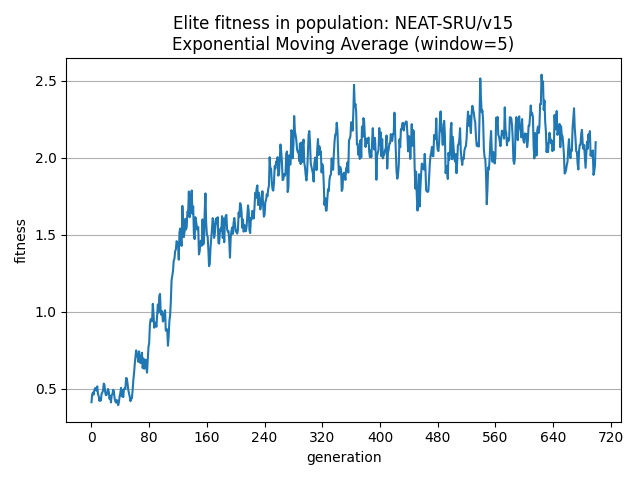 Elite fitness in population: NEAT-SRU/v15
Exponential Moving Average (window=5)
fitness
2.5
2.0
1.5
1.0
0.5
0 80 160 240 320 400 480 560 640 720
generation